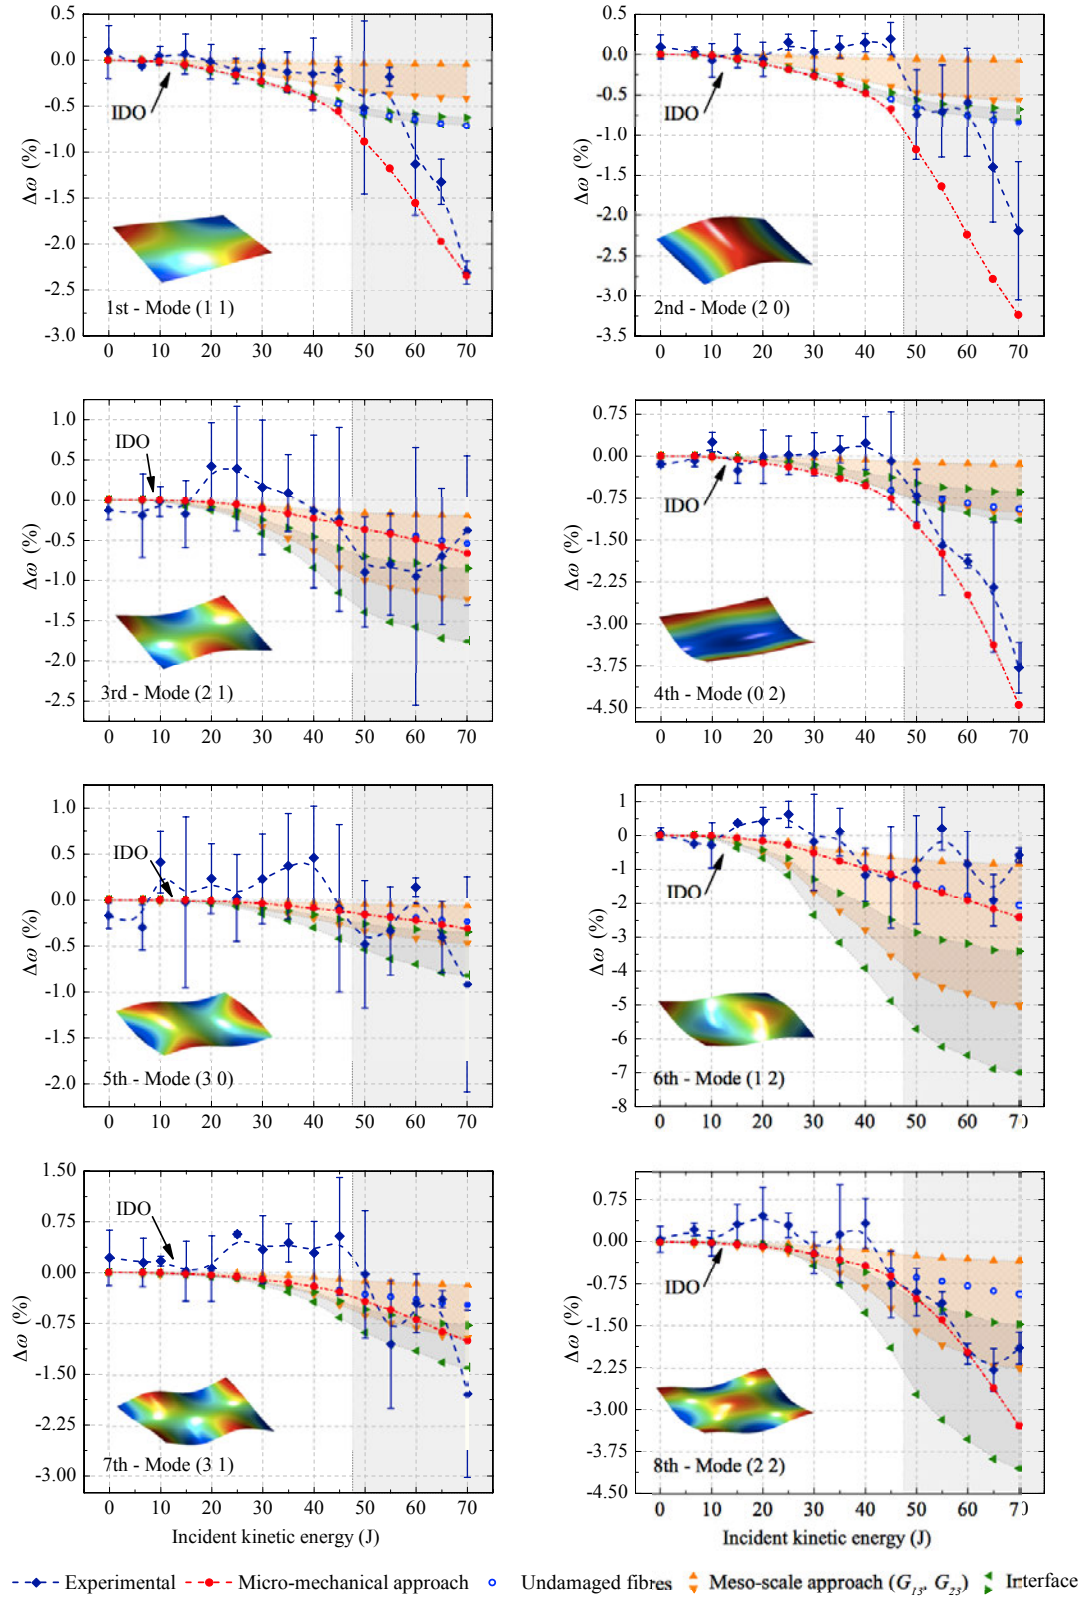 0.5
0.0
-0.5
-1.0
-1.5
-2.0
-2.5
-3.0
Δω (%)
IDO
1st - Mode (1 1)
0 10 20 30 40 50 60 70
0.5
0.0
-0.5
-1.0
-1.5
-2.0
-2.5
-3.0
-3.5
Δω (%)
IDO
2nd - Mode (2 0)
0 10 20 30 40 50 60 70
1.0
0.5
0.0
-0.5
-1.0
-1.5
-2.0
-2.5
Δω (%)
IDO
3rd - Mode (2 1)
0 10 20 30 40 50 60 70
0.75
0.00
-0.75
-1.50
-2.25
-3.00
-3.75
-4.50
Δω (%)
IDO
4th - Mode (0 2)
0 10 20 30 40 50 60 70
1.0
0.5
0.0
-0.5
-1.0
-1.5
-2.0
Δω (%)
IDO
5th - Mode (3 0)
0 10 20 30 40 50 60 70
1
0
-1
-2
-3
-4
-5
-6
-7
-8
Δω (%)
IDO
6th - Mode (1 2)
0 10 20 30 40 50 60 70
1.50
0.75
0.00
-0.75
-1.50
-2.25
-3.00
Δω (%)
IDO
7th - Mode (3 1)
0 10 20 30 40 50 60 70
Incident kinetic energy (J)
0.75
0.00
-0.75
-1.50
-2.25
-3.00
-3.75
-4.50
Δω (%)
IDO
8th - Mode (2 2)
0 10 20 30 40 50 60 70
Incident kinetic energy (J)
Experimental Micro-mechanical approach Undamaged fibres Meso-scale approach (G13, G23) Interface